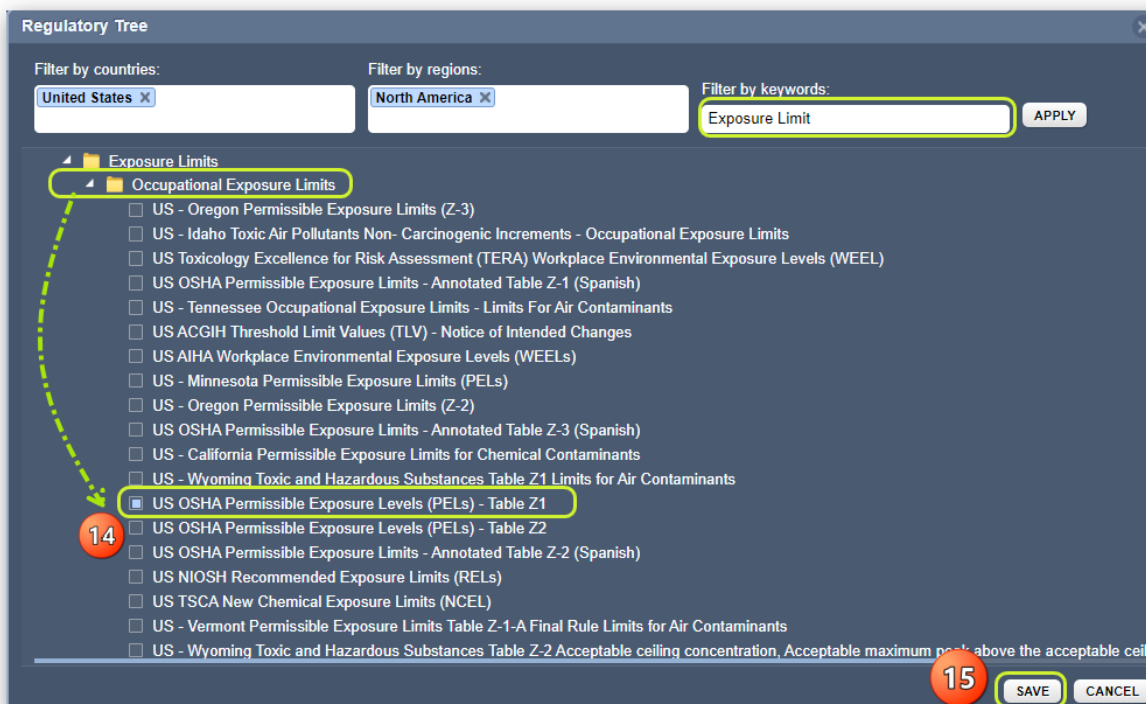 Regulatory Tree
Filter by countries:
Filter by regions:
Filter by keywords:
United States
North America
Exposure Limit
APPLY
Exposure Limits
Occupational Exposure Limits
US - Oregon Permissible Exposure Limits (Z-3)
US - Idaho Toxic Air Pollutants Non- Carcinogenic Increments - Occupational Exposure Limits
US Toxicology Excellence for Risk Assessment (TERA) Workplace Environmental Exposure Levels (WEEL)
US OSHA Permissible Exposure Limits - Annotated Table Z-1 (Spanish)
US - Tennessee Occupational Exposure Limits - Limits For Air Contaminants
US ACGIH Threshold Limit Values (TLV) - Notice of Intended Changes
US AIHA Workplace Environmental Exposure Levels (WEELs)
US - Minnesota Permissible Exposure Limits (PELs)
US - Oregon Permissible Exposure Limits (Z-2)
US OSHA Permissible Exposure Limits - Annotated Table Z-3 (Spanish)
US - California Permissible Exposure Limits for Chemical Contaminants
US - Wyoming Toxic and Hazardous Substances Table Z1 Limits for Air Contaminants
US OSHA Permissible Exposure Levels (PELs) - Table Z1
14
US OSHA Permissible Exposure Levels (PELs) - Table Z2
US OSHA Permissible Exposure Limits - Annotated Table Z-2 (Spanish)
US NIOSH Recommended Exposure Limits (RELs)
US TSCA New Chemical Exposure Limits (NCEL)
US - Vermont Permissible Exposure Limits Table Z-1-A Final Rule Limits for Air Contaminants
US - Wyoming Toxic and Hazardous Substances Table Z-2 Acceptable ceiling concentration, Acceptable maximum peak above the acceptable ceil
15
SAVE
CANCEL